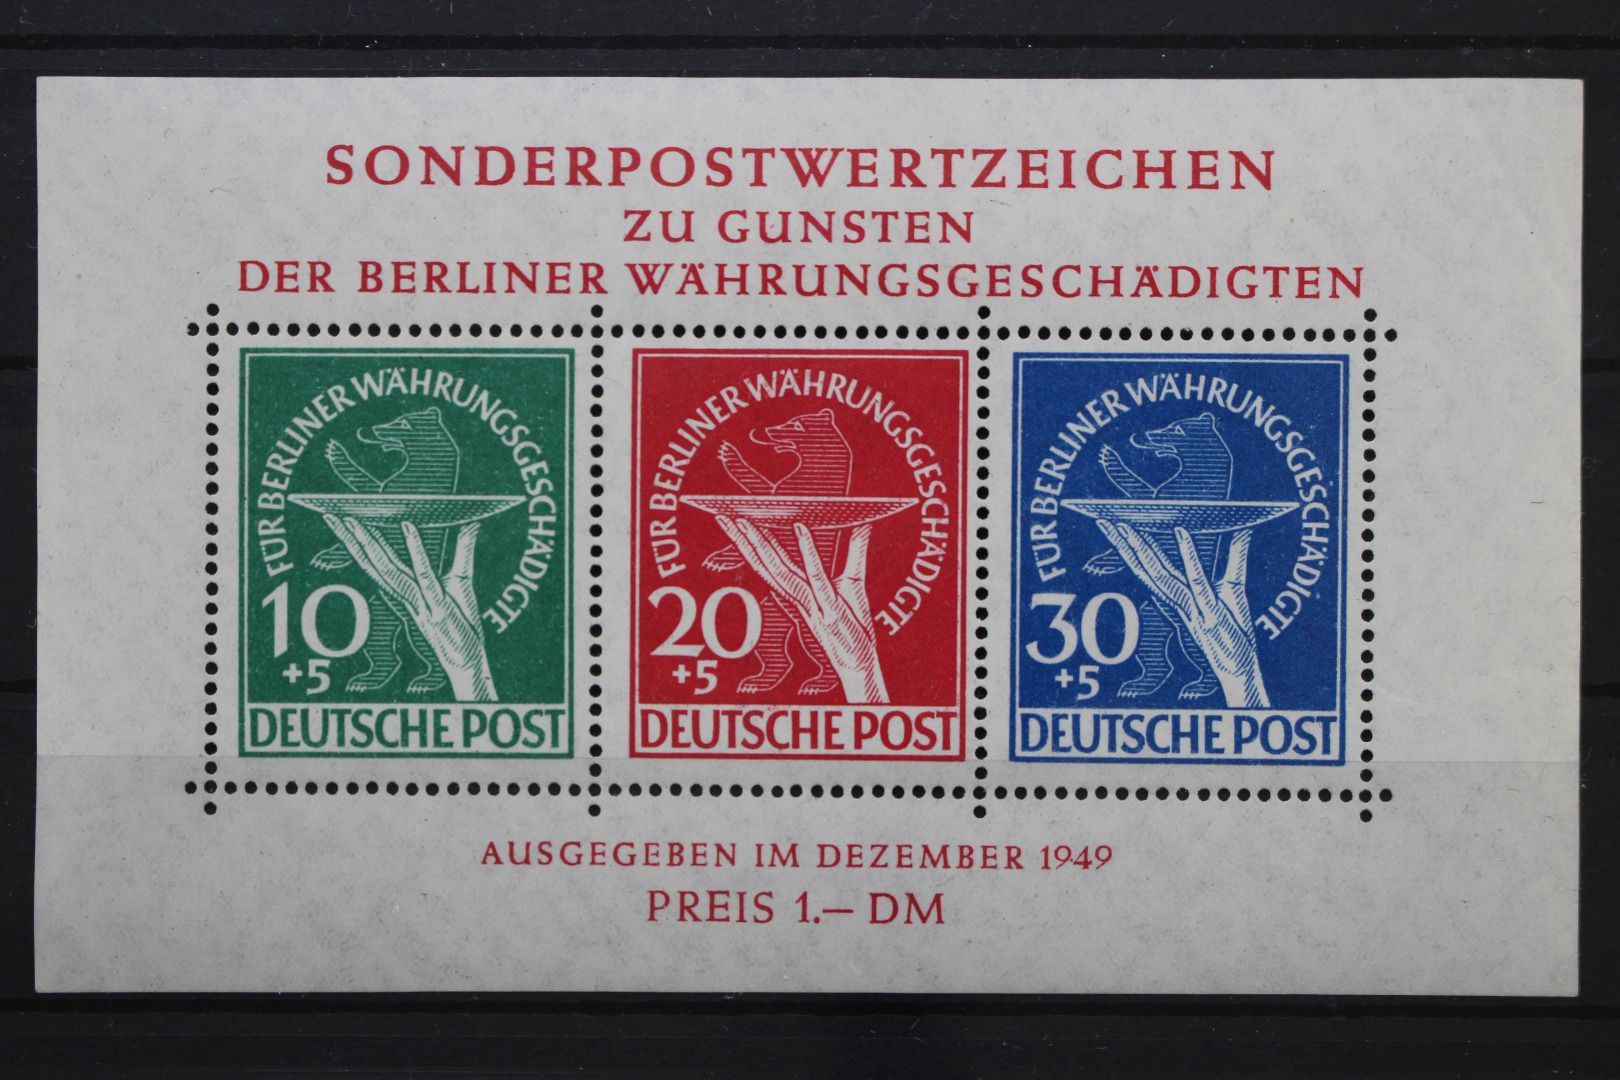 SONDERPOSTWERTZEICHEN
ZU GUNSTEN
DER BERLINER WÄHRUNGSGESCHÄDIGTEN
FÜR BERLINER WÄHRUNGSGESCHÄDIGTE
10
+5
DEUTSCHE POST
FÜR BERLINER WÄHRUNGSGESCHÄDIGTE
20
+5
DEUTSCHE POST
FÜR BERLINER WÄHRUNGSGESCHÄDIGTE
30
+5
DEUTSCHE POST
AUSGEGEBEN IM DEZEMBER 1949
PREIS 1.— DM